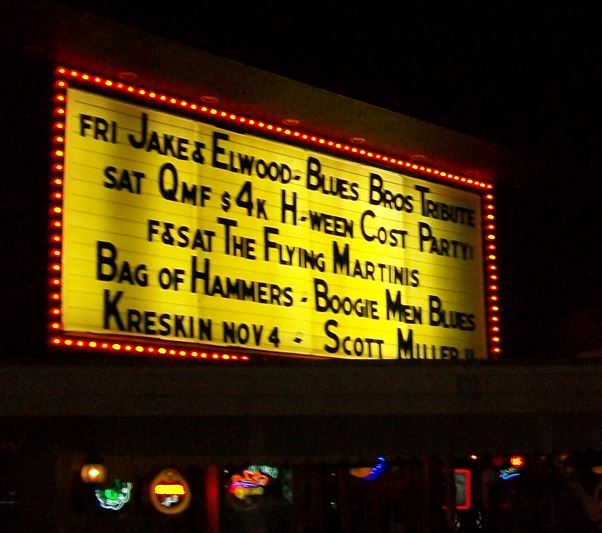 FRI JAKE & ELWOOD - BLUES BROS TRIBUTE
SAT QMF $4K H-WEEN COST PARTY!
F&SAT THE FLYING MARTINIS
BAG OF HAMMERS - BOOGIE MEN BLUES
KRESKIN NOV 4 - SCOTT MILLER